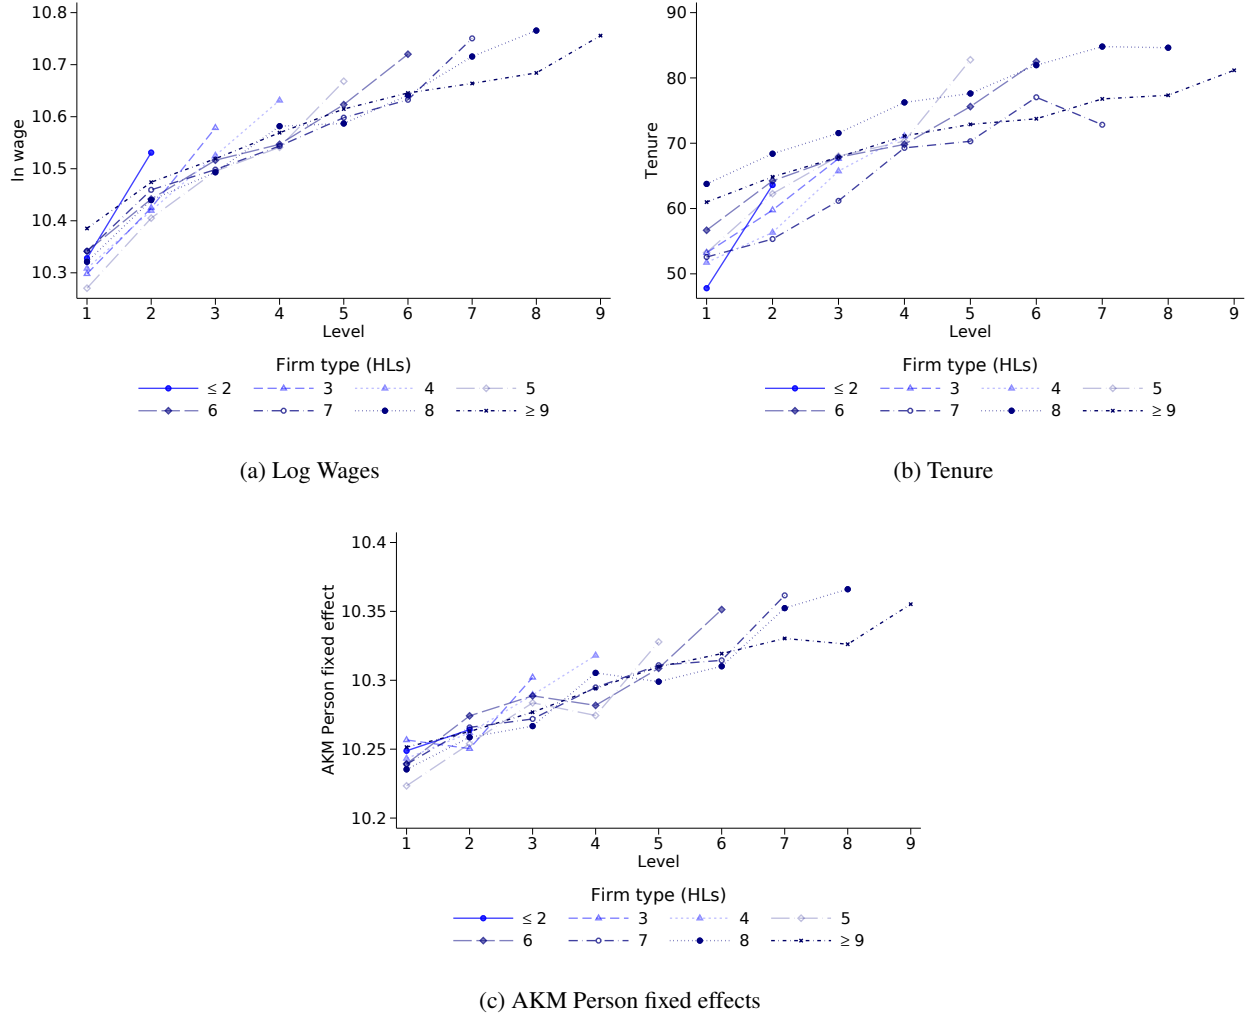 10.8
10.7
10.6
10.5
10.4
10.3
ln wage
1 2 3 4 5 6 7 8 9
Level
Firm type (HLs)
≤ 2 3 4 5
6 7 8 ≥ 9
(a) Log Wages
90
80
70
60
50
Tenure
1 2 3 4 5 6 7 8 9
Level
Firm type (HLs)
≤ 2 3 4 5
6 7 8 ≥ 9
(b) Tenure
10.4
10.35
10.3
10.25
10.2
AKM Person fixed effect
1 2 3 4 5 6 7 8 9
Level
Firm type (HLs)
≤ 2 3 4 5
6 7 8 ≥ 9
(c) AKM Person fixed effects